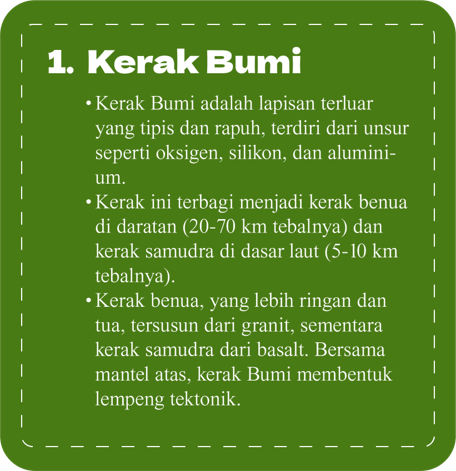 1. Kerak Bumi
• Kerak Bumi adalah lapisan terluar
yang tipis dan rapuh, terdiri dari unsur
seperti oksigen, silikon, dan alumini-
um.
• Kerak ini terbagi menjadi kerak benua
di daratan (20-70 km tebalnya) dan
kerak samudra di dasar laut (5-10 km
tebalnya).
• Kerak benua, yang lebih ringan dan
tua, tersusun dari granit, sementara
kerak samudra dari basalt. Bersama
mantel atas, kerak Bumi membentuk
lempeng tektonik.